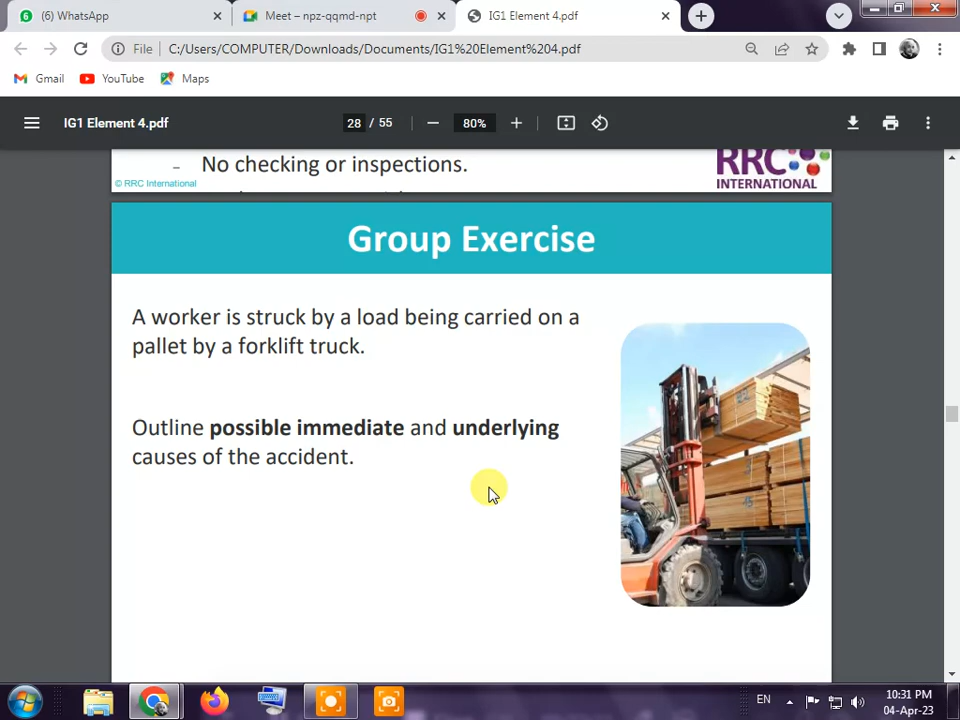 (6) WhatsApp
Meet – npz-qqmd-npt
IG1 Element 4.pdf
File
C:/Users/COMPUTER/Downloads/Documents/IG1%20Element%204.pdf
Gmail
YouTube
Maps
IG1 Element 4.pdf
28 / 55
80%
– No checking or inspections.
© RRC International
RRC
INTERNATIONAL
Group Exercise
A worker is struck by a load being carried on a
pallet by a forklift truck.
Outline possible immediate and underlying
causes of the accident.
EN
10:31 PM
04-Apr-23